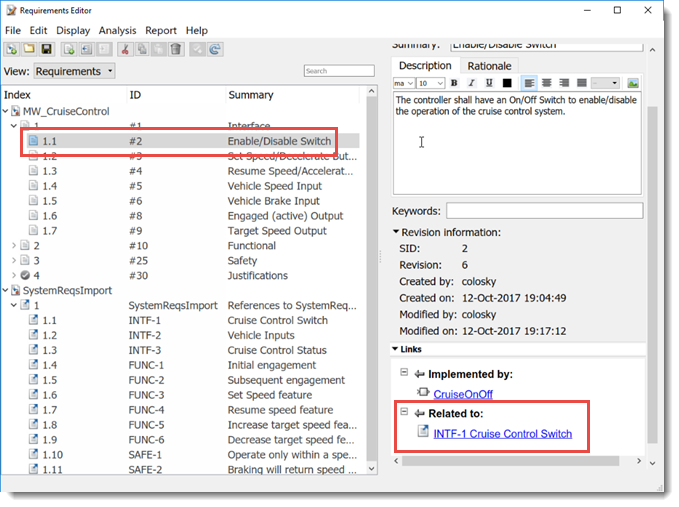 Requirements Editor
File Edit Display Analysis Report Help
View: Requirements
Search
Index ID Summary
MW_CruiseControl
1 #1 Interface
1.1 #2 Enable/Disable Switch
1.2 #3 Set Speed/Decelerate But...
1.3 #4 Resume Speed/Accelerat...
1.4 #5 Vehicle Speed Input
1.5 #6 Vehicle Brake Input
1.6 #8 Engaged (active) Output
1.7 #9 Target Speed Output
2 #10 Functional
3 #25 Safety
4 #30 Justifications
SystemReqsImport
1 SystemReqsImport References to SystemReq...
1.1 INTF-1 Cruise Control Switch
1.2 INTF-2 Vehicle Inputs
1.3 INTF-3 Cruise Control Status
1.4 FUNC-1 Initial engagement
1.5 FUNC-2 Subsequent engagement
1.6 FUNC-3 Set Speed feature
1.7 FUNC-4 Resume speed feature
1.8 FUNC-5 Increase target speed fea...
1.9 FUNC-6 Decrease target speed fe...
1.10 SAFE-1 Operate only within a spe...
1.11 SAFE-2 Braking will return speed ...
Summary: Enable/Disable Switch
Description Rationale
ma 10 B I U
The controller shall have an On/Off Switch to enable/disable
the operation of the cruise control system.
Keywords:
Revision information:
SID: 2
Revision: 6
Created by: colosky
Created on: 12-Oct-2017 19:04:49
Modified by: colosky
Modified on: 12-Oct-2017 19:17:12
Links
Implemented by:
CruiseOnOff
Related to:
INTF-1 Cruise Control Switch